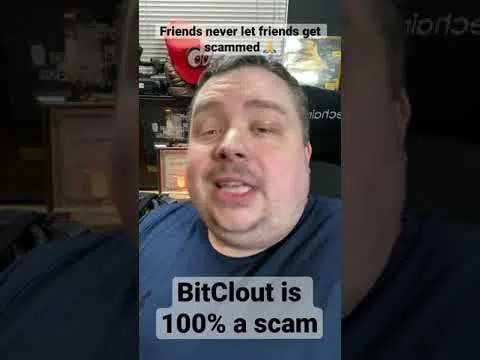 Friends never let friends get
scammed 🙏
BitClout is
100% a scam